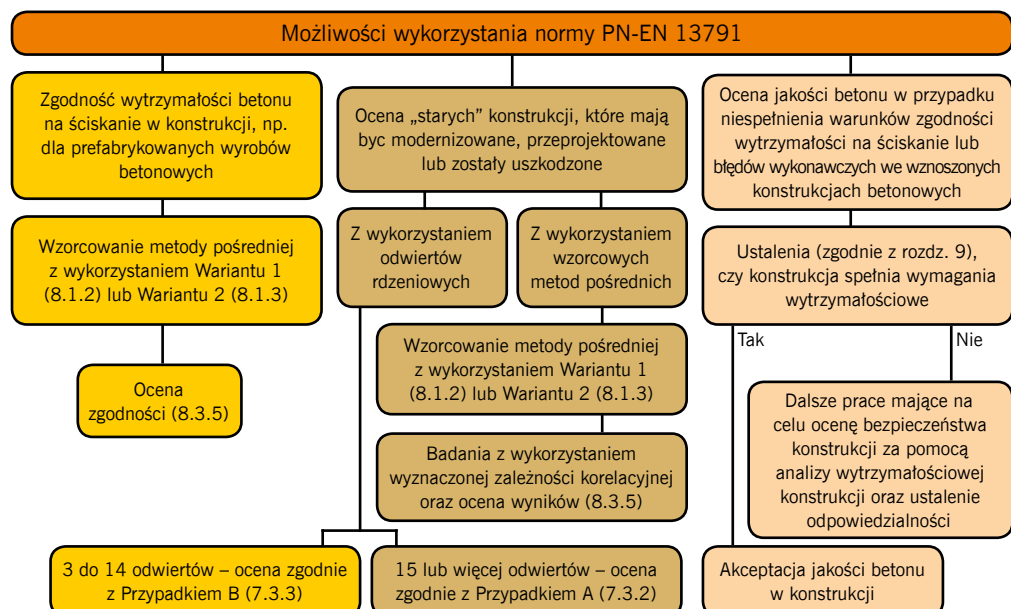 Możliwości wykorzystania normy PN-EN 13791
Zgodność wytrzymałości betonu
na ściskanie w konstrukcji, np.
dla prefabrykowanych wyrobów
betonowych
Wzorcowanie metody pośredniej
z wykorzystaniem Wariantu 1
(8.1.2) lub Wariantu 2 (8.1.3)
Ocena
zgodności (8.3.5)
Ocena „starych” konstrukcji, które mają
byc modernizowane, przeprojektowane
lub zostały uszkodzone
Z wykorzystaniem
odwiertów
rdzeniowych
Z wykorzystaniem
wzorcowych
metod pośrednich
Wzorcowanie metody pośredniej
z wykorzystaniem Wariantu 1
(8.1.2) lub Wariantu 2 (8.1.3)
Badania z wykorzystaniem
wyznaczonej zależności korelacyjnej
oraz ocena wyników (8.3.5)
3 do 14 odwiertów – ocena zgodnie
z Przypadkiem B (7.3.3)
15 lub więcej odwiertów – ocena
zgodnie z Przypadkiem A (7.3.2)
Ocena jakości betonu w przypadku
niespełnienia warunków zgodności
wytrzymałości na ściskanie lub
błędów wykonawczych we wznoszonych
konstrukcjach betonowych
Ustalenia (zgodnie z rozdz. 9),
czy konstrukcja spełnia wymagania
wytrzymałościowe
Tak
Nie
Dalsze prace mające na
celu ocenę bezpieczeństwa
konstrukcji za pomocą
analizy wytrzymałościowej
konstrukcji oraz ustalenie
odpowiedzialności
Akceptacja jakości betonu
w konstrukcji